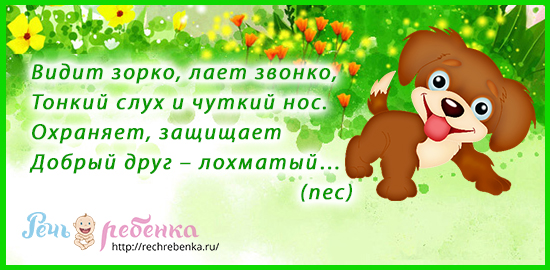 Видит зорко, лает звонко,
Тонкий слух и чуткий нос.
Охраняет, защищает
Добрый друг – лохматый...
(пес)
Речь ребенка
http://rechrebenka.ru/